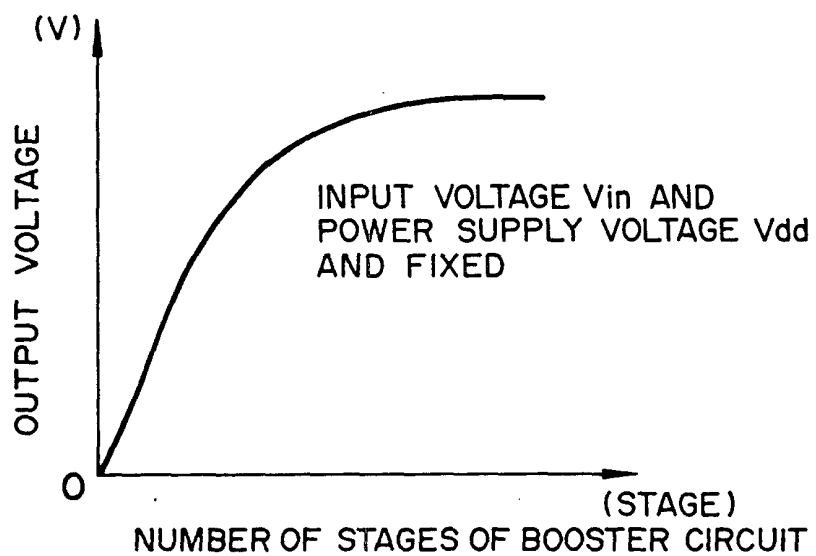 (V)
OUTPUT VOLTAGE
INPUT VOLTAGE Vin AND
POWER SUPPLY VOLTAGE Vdd
AND FIXED
0
(STAGE)
NUMBER OF STAGES OF BOOSTER CIRCUIT